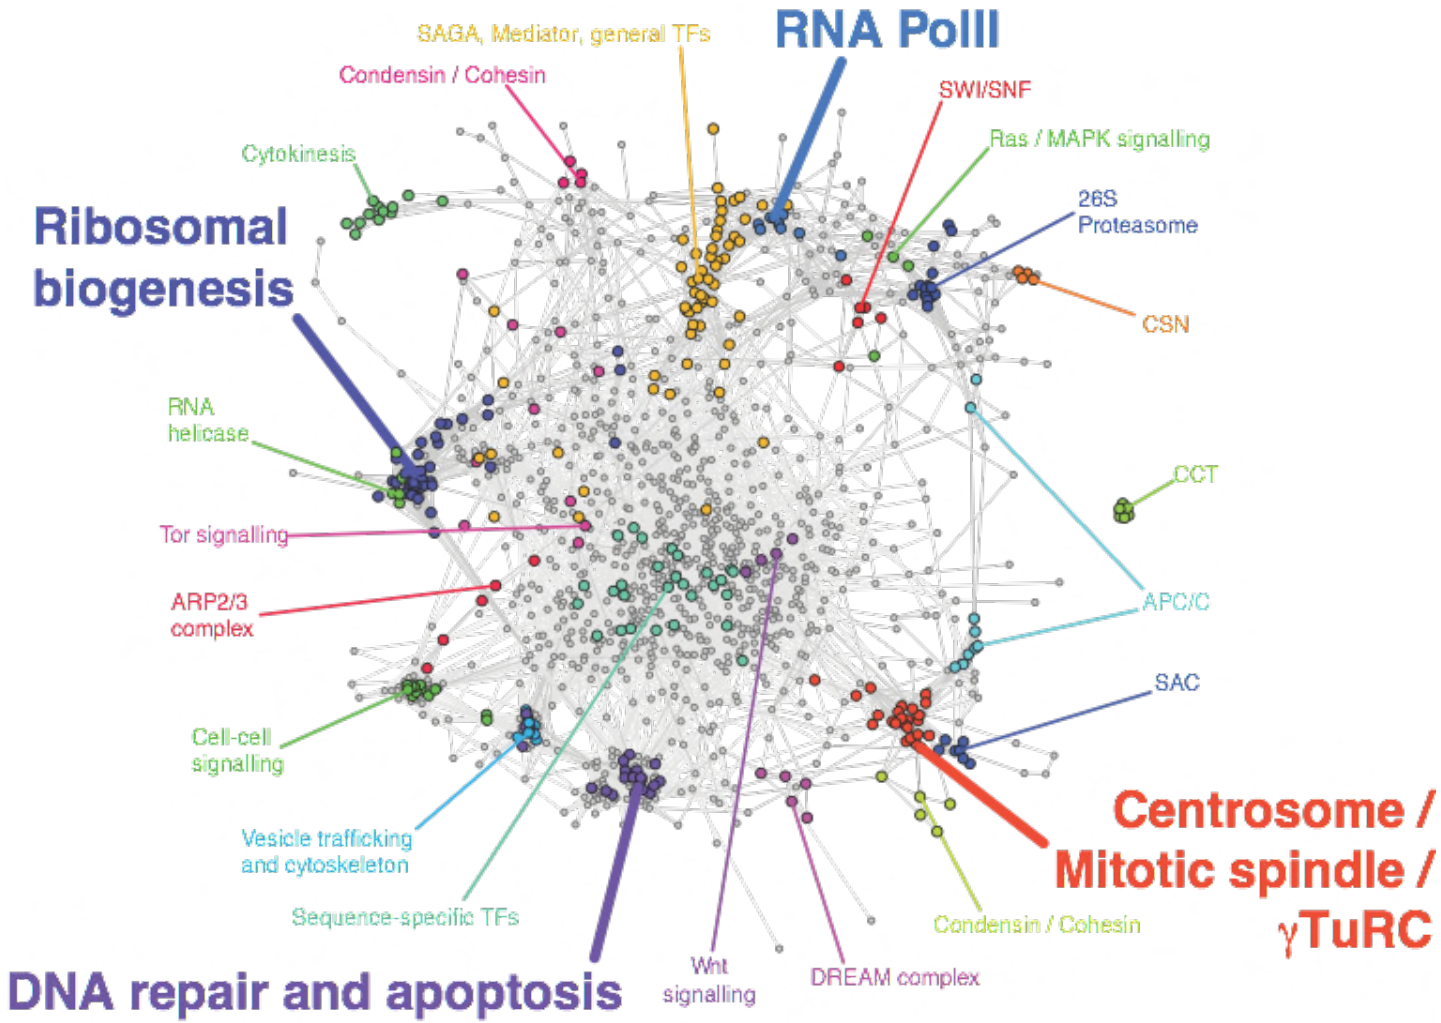 RNA PolII
SAGA, Mediator, general TFs
Condensin / Cohesin
SWI/SNF
Ras / MAPK signalling
Cytokinesis
26S
Proteasome
Ribosomal
biogenesis
CSN
RNA
helicase
CCT
Tor signalling
ARP2/3
complex
APC/C
SAC
Cell-cell
signalling
Centrosome /
Mitotic spindle /
γTuRC
Vesicle trafficking
and cytoskeleton
Sequence-specific TFs
Condensin / Cohesin
Wnt
signalling
DREAM complex
DNA repair and apoptosis